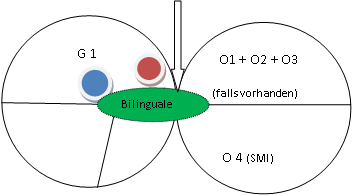 G 1
O1 + O2 + O3
(fallsvorhanden)
Bilinguale
O 4 (SMI)